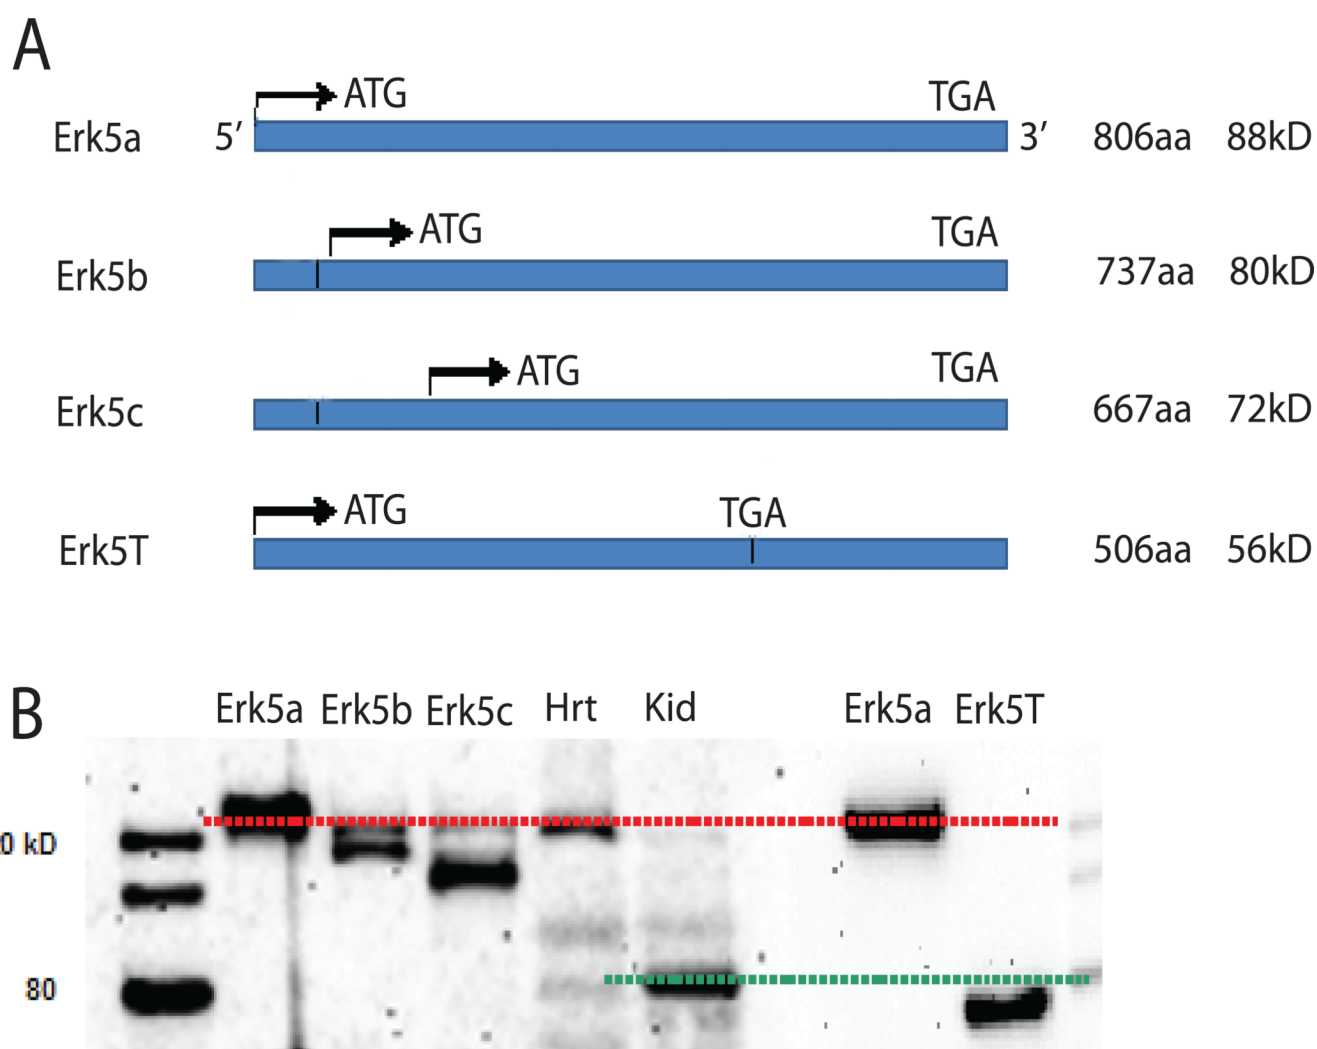 A
ATG TGA
Erk5a 5′ 3′ 806aa 88kD
ATG TGA
Erk5b 737aa 80kD
ATG TGA
Erk5c 667aa 72kD
ATG TGA
Erk5T 506aa 56kD
B
Erk5a Erk5b Erk5c Hrt Kid Erk5a Erk5T
0 kD
80